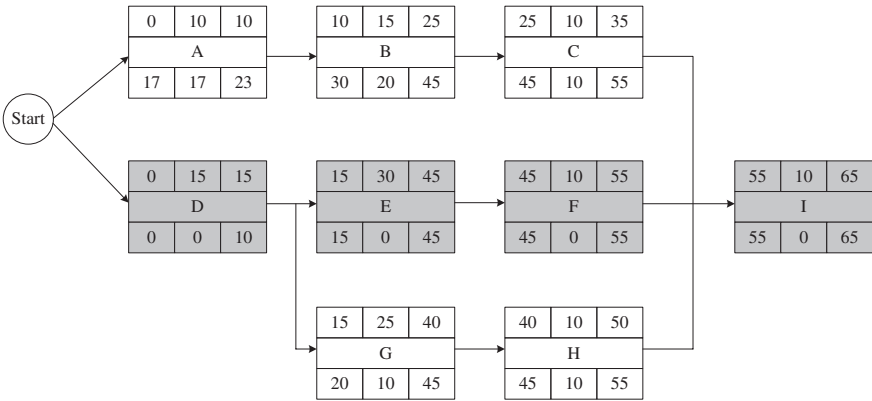 0 10 10
A
17 17 23
10 15 25
B
30 20 45
25 10 35
C
45 10 55
Start
0 15 15
D
0 0 10
15 30 45
E
15 0 45
45 10 55
F
45 0 55
55 10 65
I
55 0 65
15 25 40
G
20 10 45
40 10 50
H
45 10 55